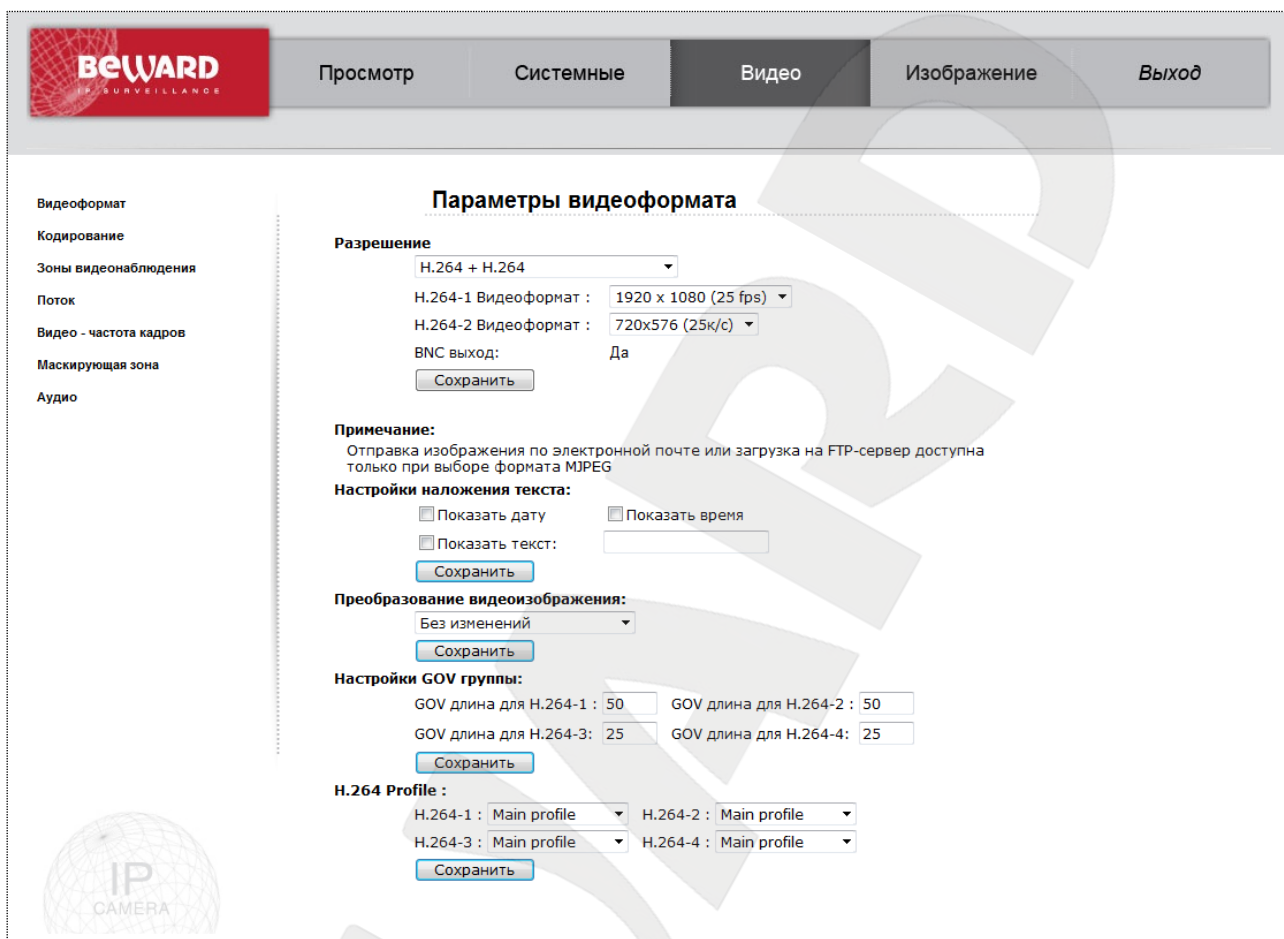 BEWARD
IP SURVEILLANCE
Просмотр Системные Видео Изображение Выход
Видеоформат
Кодирование
Зоны видеонаблюдения
Поток
Видео - частота кадров
Маскирующая зона
Аудио
Параметры видеоформата
Разрешение
H.264 + H.264
H.264-1 Видеоформат : 1920 x 1080 (25 fps)
H.264-2 Видеоформат : 720x576 (25к/с)
BNC выход: Да
Сохранить
Примечание:
Отправка изображения по электронной почте или загрузка на FTP-сервер доступна
только при выборе формата MJPEG
Настройки наложения текста:
Показать дату Показать время
Показать текст:
Сохранить
Преобразование видеоизображения:
Без изменений
Сохранить
Настройки GOV группы:
GOV длина для H.264-1 : 50 GOV длина для H.264-2 : 50
GOV длина для H.264-3: 25 GOV длина для H.264-4: 25
Сохранить
H.264 Profile :
H.264-1 : Main profile H.264-2 : Main profile
H.264-3 : Main profile H.264-4 : Main profile
Сохранить
IP
CAMERA